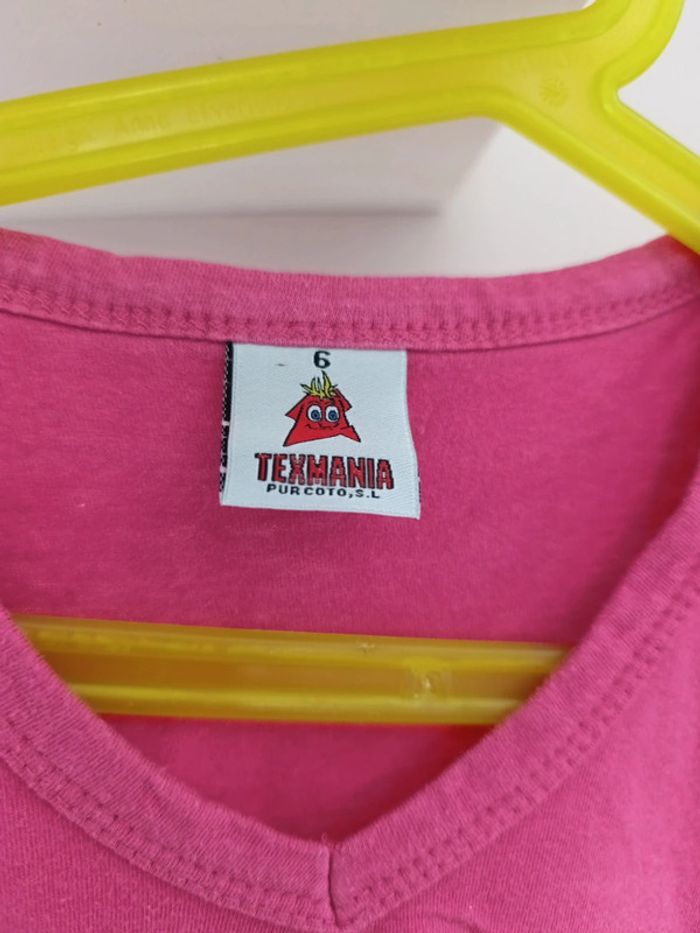 6
TEXMANIA
PURCOTO, S.L